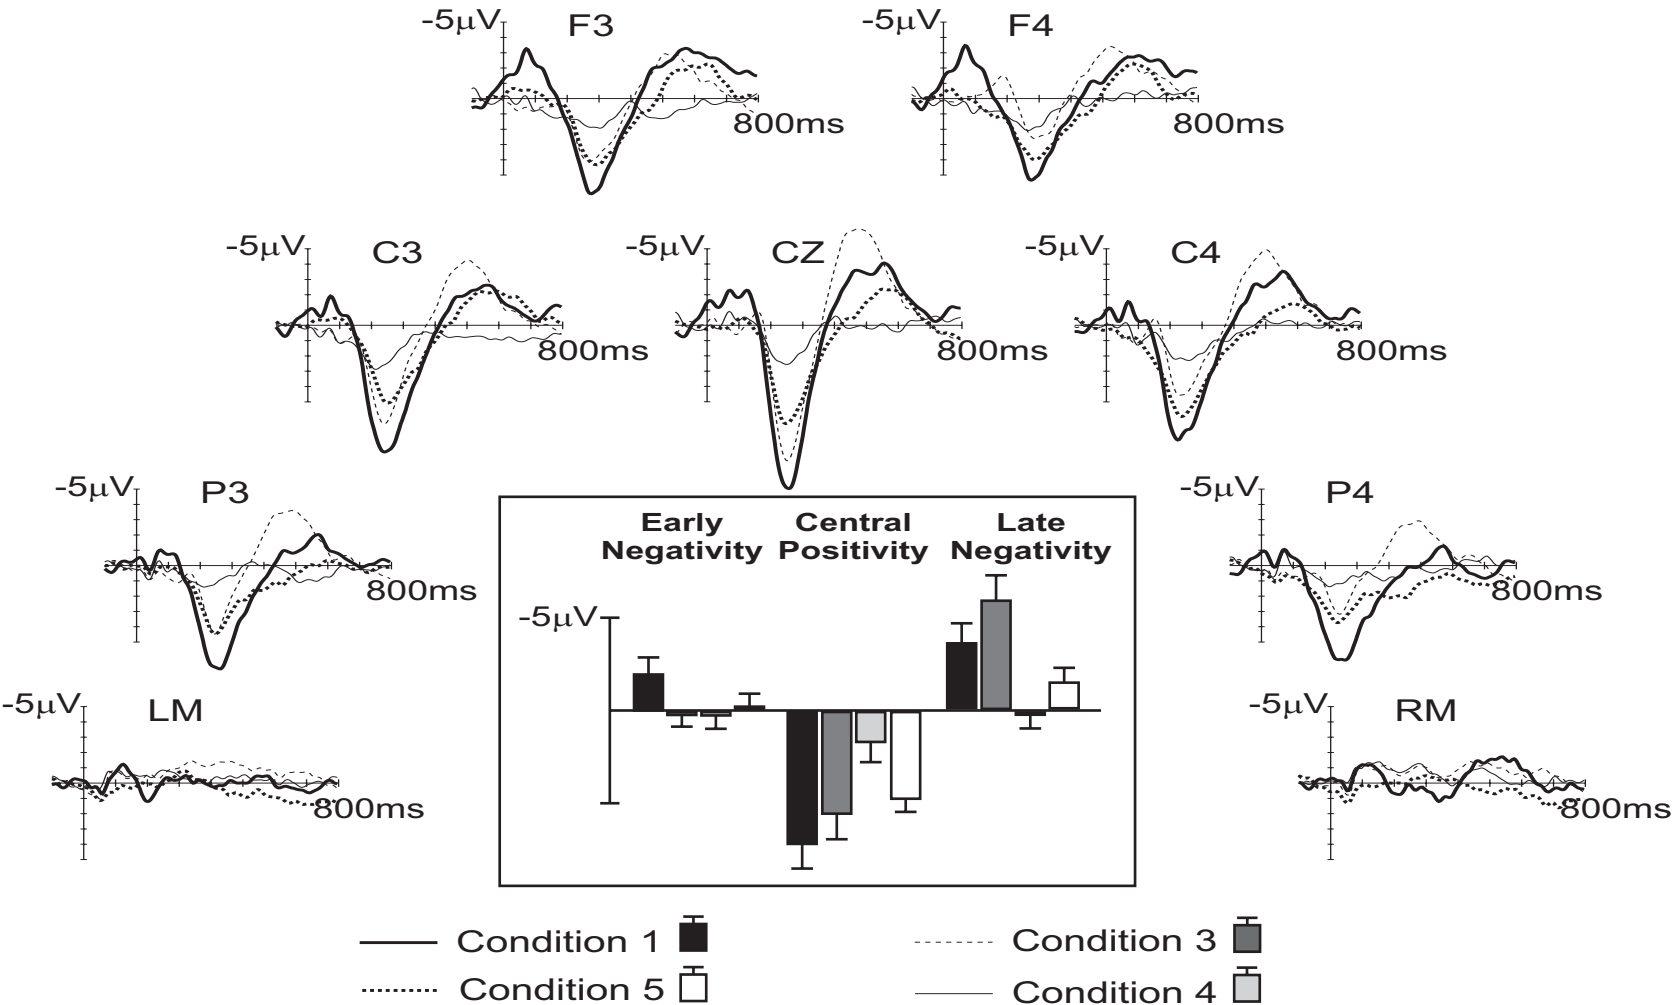 -5μV F3
800ms
-5μV F4
800ms
-5μV C3
800ms
-5μV CZ
800ms
-5μV C4
800ms
-5μV P3
800ms
Early Negativity
Central Positivity
Late Negativity
-5μV
-5μV P4
800ms
-5μV LM
800ms
-5μV RM
800ms
Condition 1
Condition 3
Condition 5
Condition 4